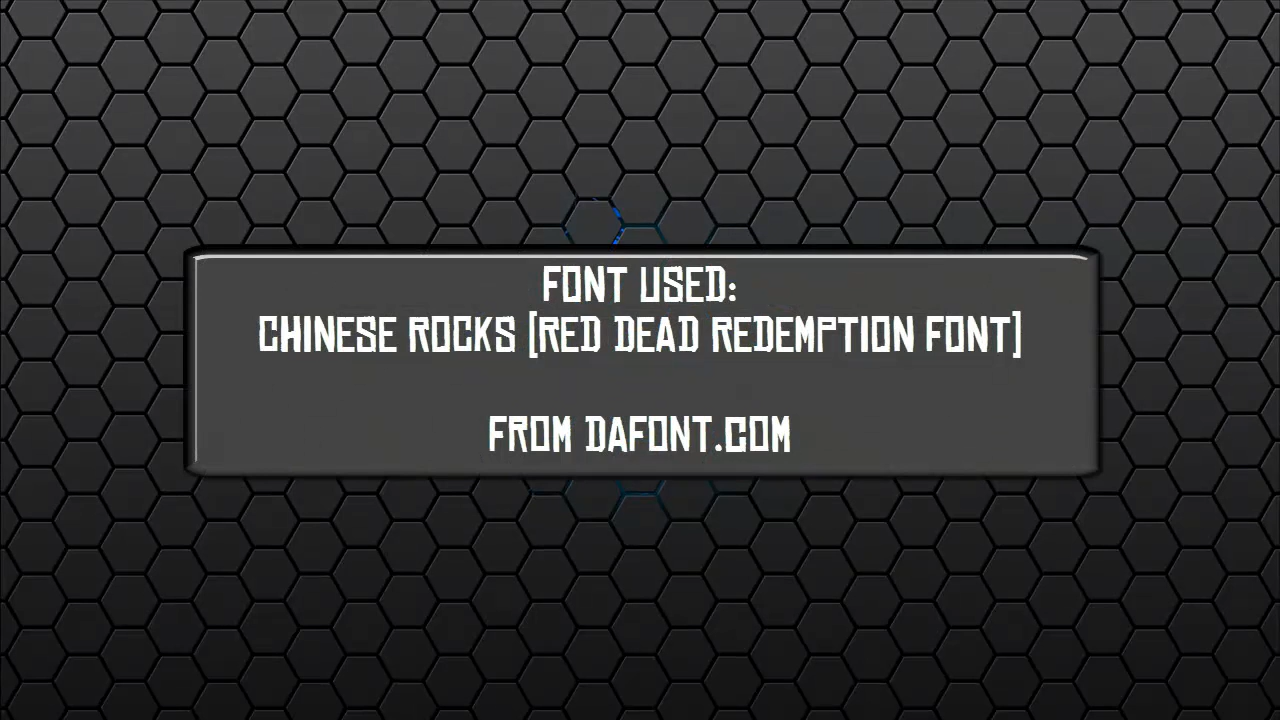 FONT USED:
CHINESE ROCKS [RED DEAD REDEMPTION FONT]
FROM DAFONT.COM